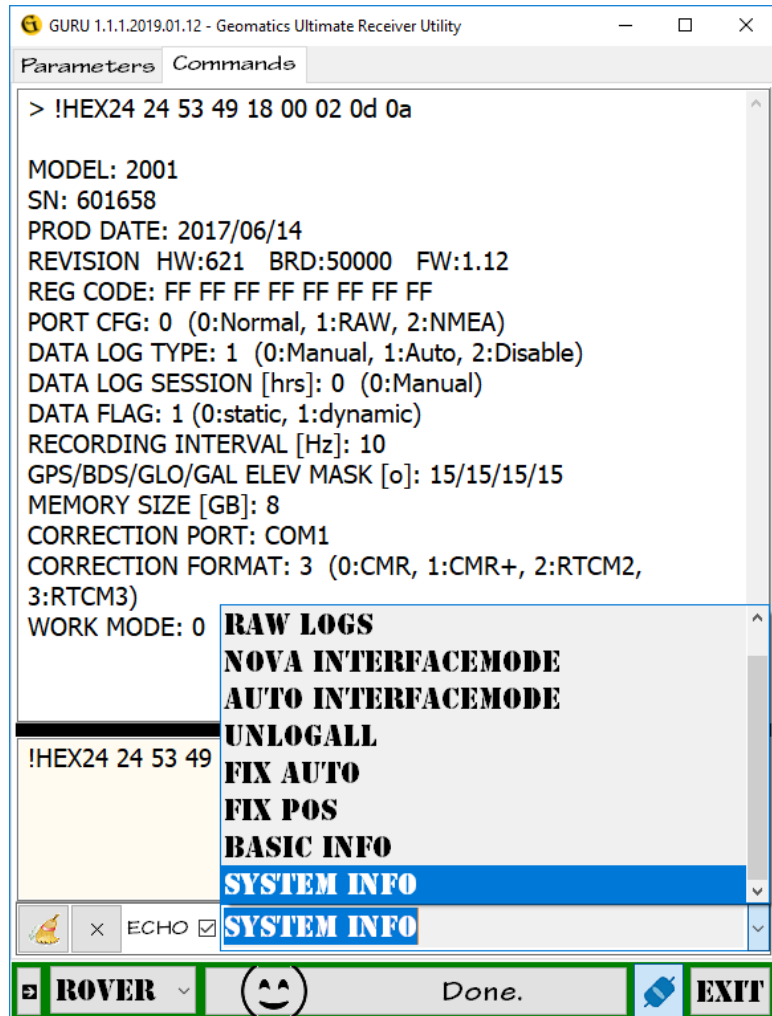 GURU 1.1.1.2019.01.12 - Geomatics Ultimate Receiver Utility
Parameters Commands
> !HEX24 24 53 49 18 00 02 0d 0a
MODEL: 2001
SN: 601658
PROD DATE: 2017/06/14
REVISION HW:621 BRD:50000 FW:1.12
REG CODE: FF FF FF FF FF FF FF FF
PORT CFG: 0 (0:Normal, 1:RAW, 2:NMEA)
DATA LOG TYPE: 1 (0:Manual, 1:Auto, 2:Disable)
DATA LOG SESSION [hrs]: 0 (0:Manual)
DATA FLAG: 1 (0:static, 1:dynamic)
RECORDING INTERVAL [Hz]: 10
GPS/BDS/GLO/GAL ELEV MASK [o]: 15/15/15/15
MEMORY SIZE [GB]: 8
CORRECTION PORT: COM1
CORRECTION FORMAT: 3 (0:CMR, 1:CMR+, 2:RTCM2,
3:RTCM3)
WORK MODE: 0
RAW LOGS
NOVA INTERFACEMODE
AUTO INTERFACEMODE
UNLOGALL
FIX AUTO
FIX POS
BASIC INFO
SYSTEM INFO
!HEX24 24 53 49
ECHO SYSTEM INFO
ROVER Done. EXIT